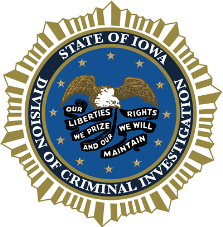 STATE OF IOWA
DIVISION OF CRIMINAL INVESTIGATION
OUR
LIBERTIES
WE PRIZE
AND OUR
RIGHTS
WE WILL
MAINTAIN